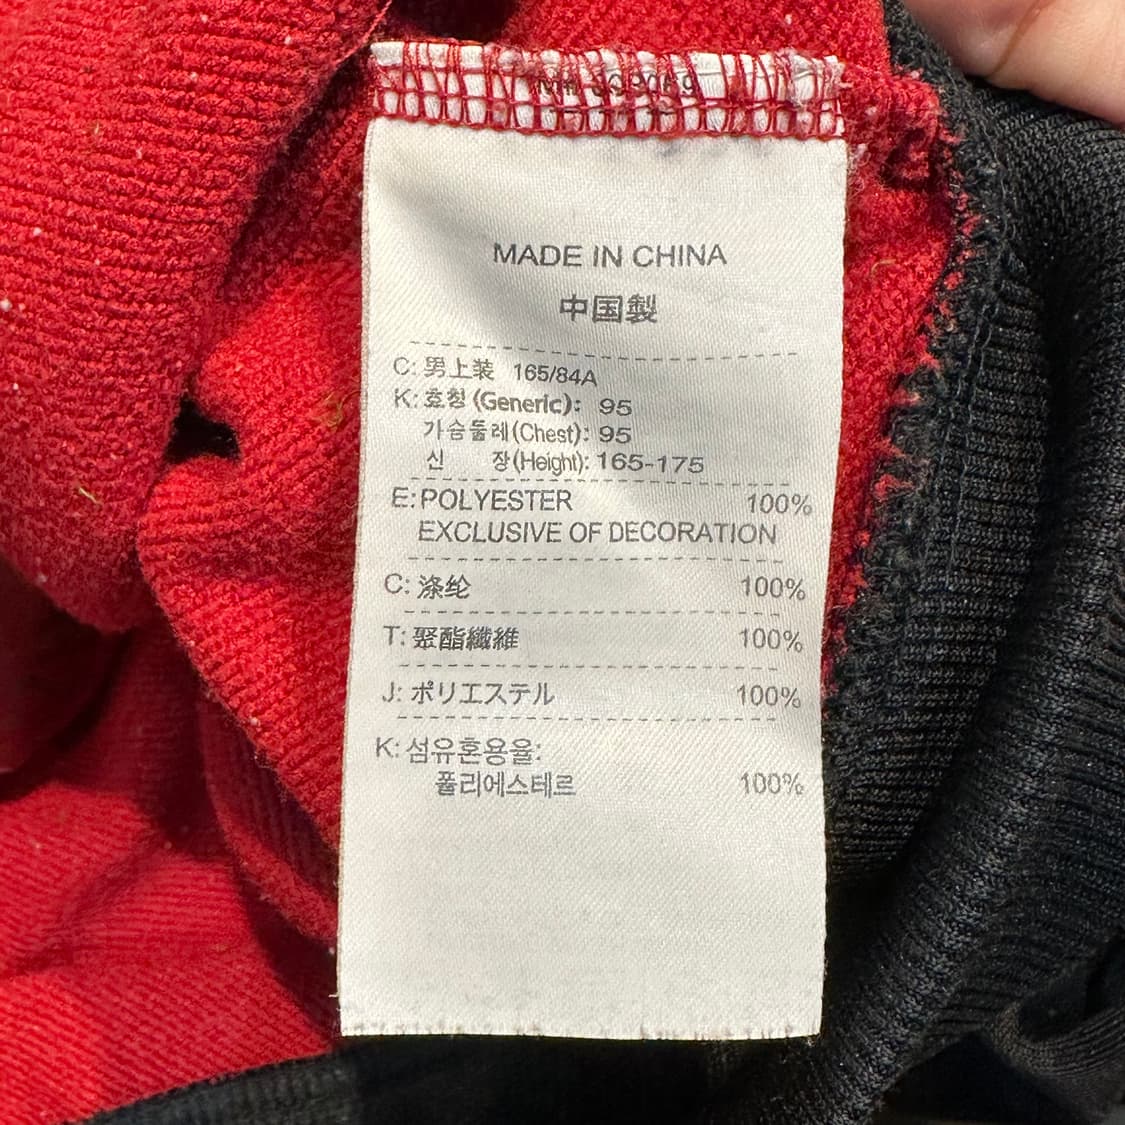 MADE IN CHINA
中国製
C: 男上装 165/84A
K: 호칭 (Generic): 95
가슴둘레(Chest): 95
신 장(Height): 165-175
E: POLYESTER 100%
EXCLUSIVE OF DECORATION
C: 涤纶 100%
T: 聚酯纖維 100%
J: ポリエステル 100%
K: 섬유혼용율:
폴리에스테르 100%